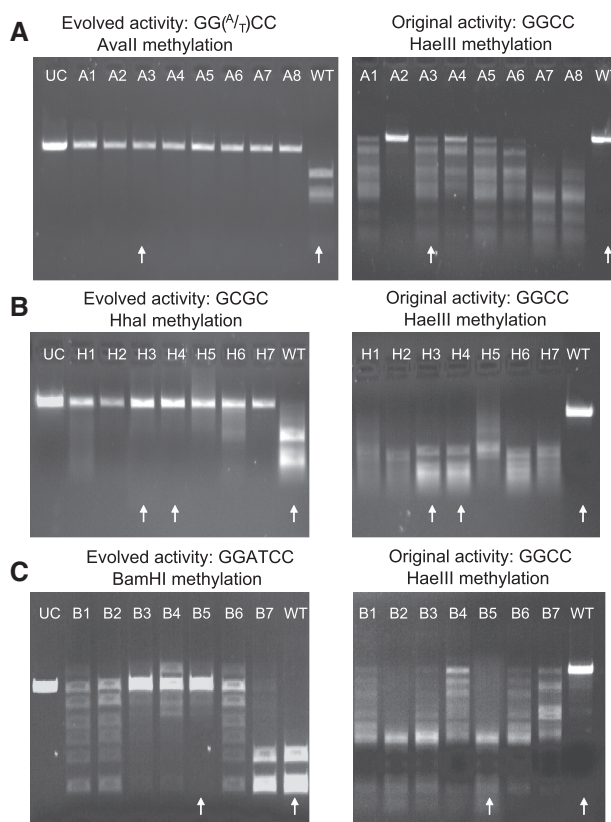 A
Evolved activity: GG(A/T)CC
AvaII methylation
Original activity: GGCC
HaeIII methylation
UC A1 A2 A3 A4 A5 A6 A7 A8 WT
A1 A2 A3 A4 A5 A6 A7 A8 WT
B
Evolved activity: GCGC
HhaI methylation
Original activity: GGCC
HaeIII methylation
UC H1 H2 H3 H4 H5 H6 H7 WT
H1 H2 H3 H4 H5 H6 H7 WT
C
Evolved activity: GGATCC
BamHI methylation
Original activity: GGCC
HaeIII methylation
UC B1 B2 B3 B4 B5 B6 B7 WT
B1 B2 B3 B4 B5 B6 B7 WT